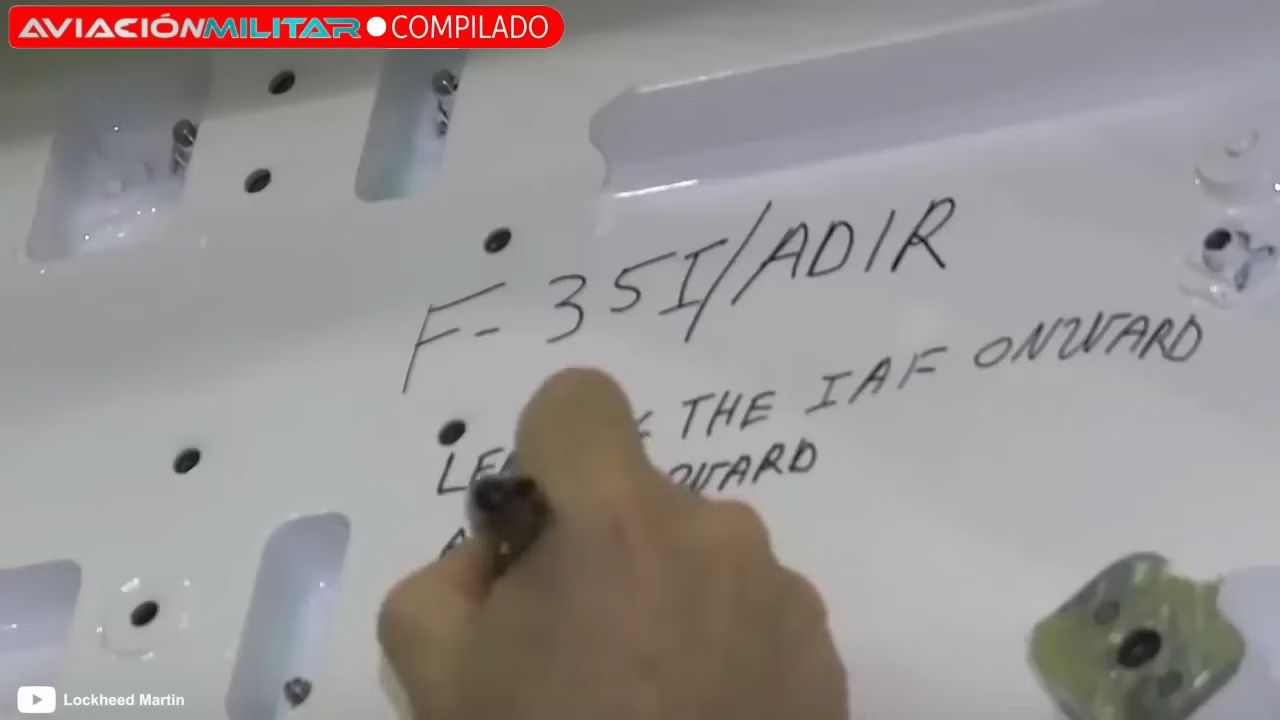 AVIACIÓNMILITAR COMPILADO
F-35I/ADIR
THE IAF ONWARD
Lockheed Martin